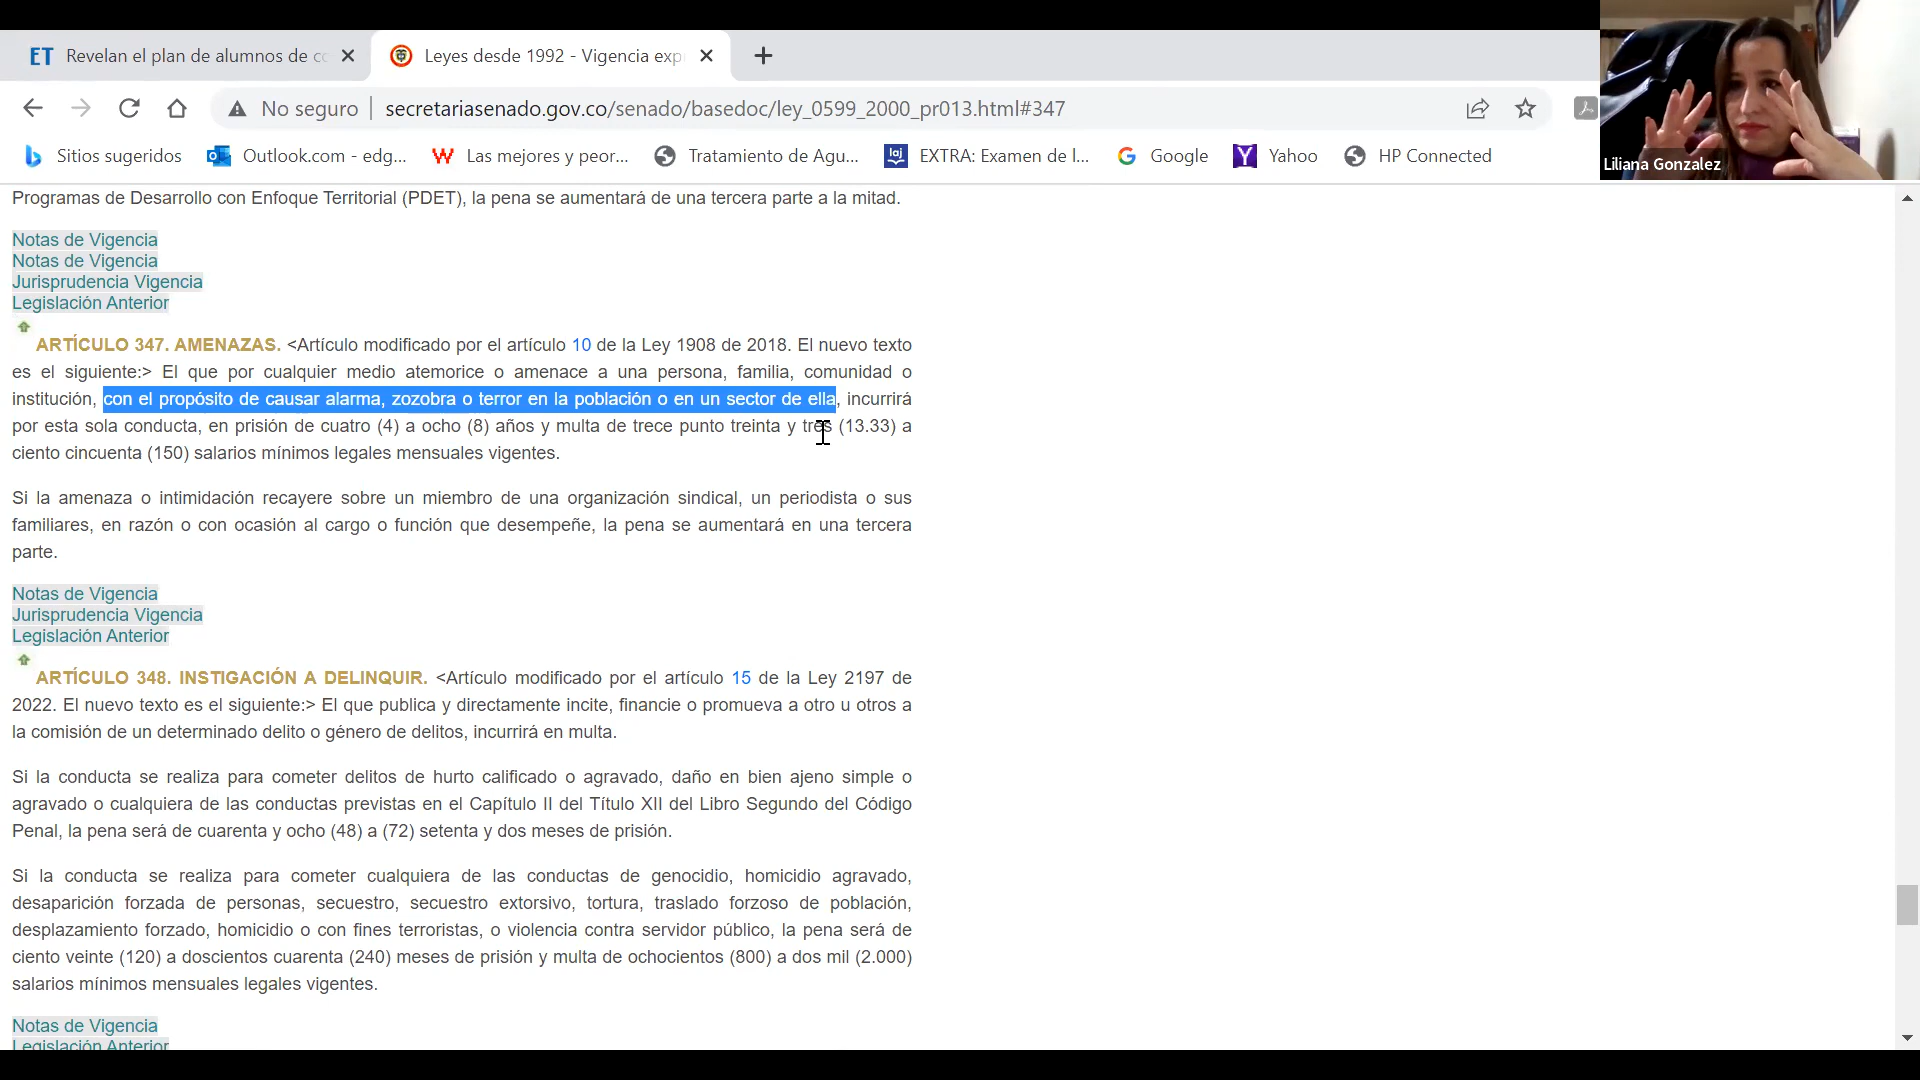 ET Revelan el plan de alumnos de co
Leyes desde 1992 - Vigencia exp
No seguro secretariasenado.gov.co/senado/basedoc/ley_0599_2000_pr013.html#347
Sitios sugeridos Outlook.com - edg... Las mejores y peor... Tratamiento de Agu... laj EXTRA: Examen de l... Google Yahoo HP Connected
Liliana Gonzalez
Programas de Desarrollo con Enfoque Territorial (PDET), la pena se aumentará de una tercera parte a la mitad.
Notas de Vigencia
Notas de Vigencia
Jurisprudencia Vigencia
Legislación Anterior
ARTÍCULO 347. AMENAZAS. <Artículo modificado por el artículo 10 de la Ley 1908 de 2018. El nuevo texto
es el siguiente:> El que por cualquier medio atemorice o amenace a una persona, familia, comunidad o
institución, con el propósito de causar alarma, zozobra o terror en la población o en un sector de ella, incurrirá
por esta sola conducta, en prisión de cuatro (4) a ocho (8) años y multa de trece punto treinta y tres (13.33) a
ciento cincuenta (150) salarios mínimos legales mensuales vigentes.
Si la amenaza o intimidación recayere sobre un miembro de una organización sindical, un periodista o sus
familiares, en razón o con ocasión al cargo o función que desempeñe, la pena se aumentará en una tercera
parte.
Notas de Vigencia
Jurisprudencia Vigencia
Legislación Anterior
ARTÍCULO 348. INSTIGACIÓN A DELINQUIR. <Artículo modificado por el artículo 15 de la Ley 2197 de
2022. El nuevo texto es el siguiente:> El que publica y directamente incite, financie o promueva a otro u otros a
la comisión de un determinado delito o género de delitos, incurrirá en multa.
Si la conducta se realiza para cometer delitos de hurto calificado o agravado, daño en bien ajeno simple o
agravado o cualquiera de las conductas previstas en el Capítulo II del Título XII del Libro Segundo del Código
Penal, la pena será de cuarenta y ocho (48) a (72) setenta y dos meses de prisión.
Si la conducta se realiza para cometer cualquiera de las conductas de genocidio, homicidio agravado,
desaparición forzada de personas, secuestro, secuestro extorsivo, tortura, traslado forzoso de población,
desplazamiento forzado, homicidio o con fines terroristas, o violencia contra servidor público, la pena será de
ciento veinte (120) a doscientos cuarenta (240) meses de prisión y multa de ochocientos (800) a dos mil (2.000)
salarios mínimos mensuales legales vigentes.
Notas de Vigencia
Legislación Anterior